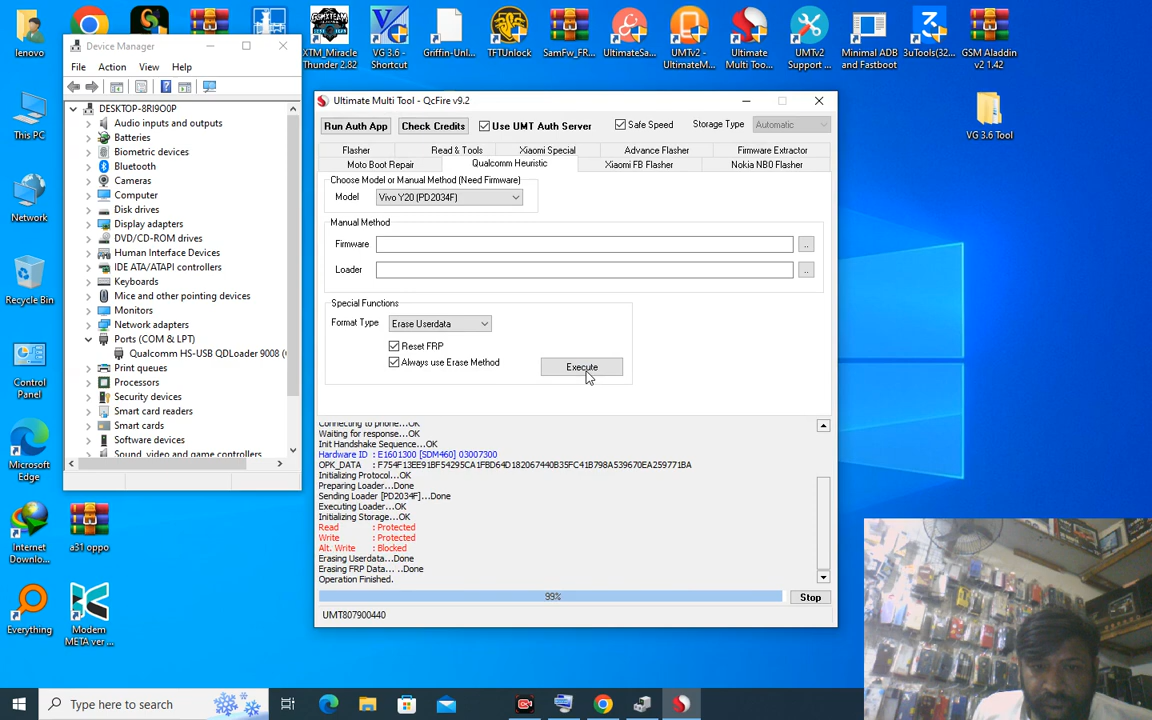 lenovo
XTM_Miracle
Thunder 2.82
VG 3.6 -
Shortcut
Griffin-Unl...
TFTUnlock
SamFw_FR...
UltimateSa...
UMTv2 -
UltimateM...
Ultimate
Multi Too...
UMTv2
Support ...
Minimal ADB
and Fastboot
3uTools(32...
GSM Aladdin
v2 1.42
This PC
Network
Recycle Bin
Control
Panel
Microsoft
Edge
Internet
Downlo...
a31 oppo
Everything
Modem
META ver ...
VG 3.6 Tool
Device Manager
File Action View Help
DESKTOP-8RI9O0P
Audio inputs and outputs
Batteries
Biometric devices
Bluetooth
Cameras
Computer
Disk drives
Display adapters
DVD/CD-ROM drives
Human Interface Devices
IDE ATA/ATAPI controllers
Keyboards
Mice and other pointing devices
Monitors
Network adapters
Ports (COM & LPT)
Qualcomm HS-USB QDLoader 9008 (
Print queues
Processors
Security devices
Smart card readers
Smart cards
Software devices
Sound, video and game controllers
Ultimate Multi Tool - QcFire v9.2
Run Auth App Check Credits Use UMT Auth Server Safe Speed Storage Type Automatic
Flasher Read & Tools Xiaomi Special Advance Flasher Firmware Extractor
Moto Boot Repair Qualcomm Heuristic Xiaomi FB Flasher Nokia NB0 Flasher
Choose Model or Manual Method (Need Firmware)
Model Vivo Y20 (PD2034F)
Manual Method
Firmware ..
Loader ..
Special Functions
Format Type Erase Userdata
Reset FRP
Always use Erase Method
Execute
Connecting to phone...OK
Waiting for response...OK
Init Handshake Sequence...OK
Hardware ID : E1601300 [SDM460] 03007300
OPK_DATA : F754F13EE91BF54295CA1FBD64D182067440B35FC41B798A539670EA259771BA
Initializing Protocol...OK
Preparing Loader...Done
Sending Loader [PD2034F]...Done
Executing Loader...OK
Initializing Storage...OK
Read : Protected
Write : Protected
Alt. Write : Blocked
Erasing Userdata...Done
Erasing FRP Data... ..Done
Operation Finished.
99%
Stop
UMT807900440
Type here to search